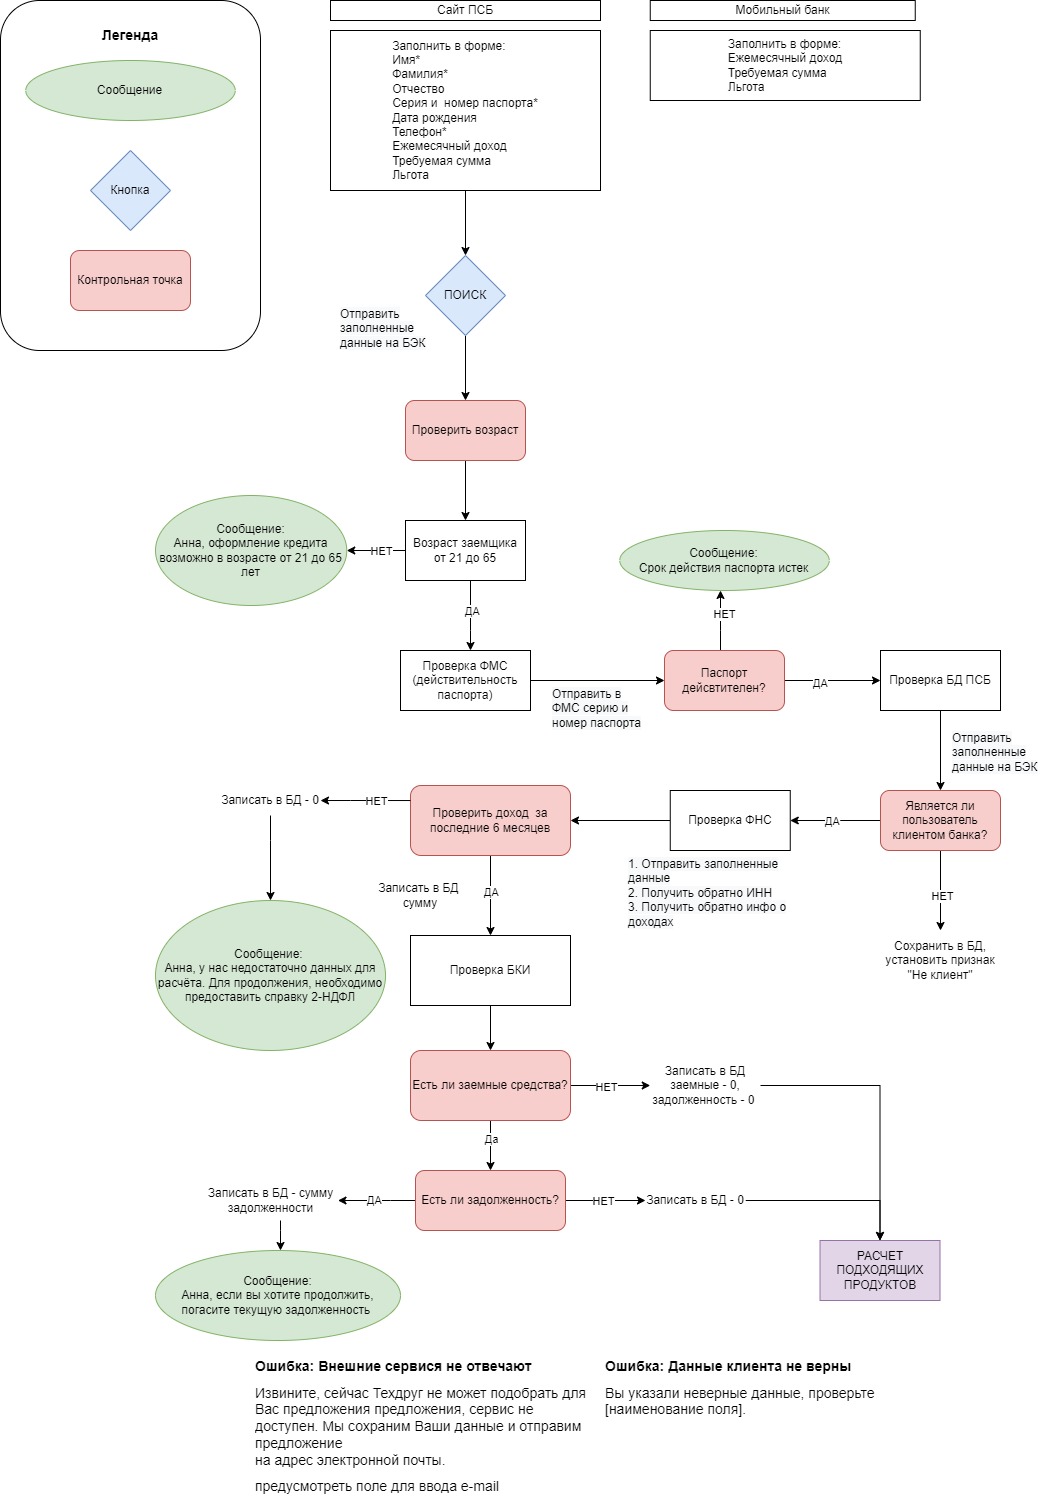 Легенда
Сообщение
Кнопка
Контрольная точка
Сайт ПСБ
Заполнить в форме:
Имя*
Фамилия*
Отчество
Серия и  номер паспорта*
Дата рождения
Телефон*
Ежемесячный доход
Требуемая сумма
Льгота
Мобильный банк
Заполнить в форме:
Ежемесячный доход
Требуемая сумма
Льгота
ПОИСК
Отправить
заполненные
данные на БЭК
Проверить возраст
Возраст заемщика
от 21 до 65
НЕТ
Сообщение:
Анна, оформление кредита
возможно в возрасте от 21 до 65
лет
ДА
Проверка ФМС
(действительность
паспорта)
Отправить в
ФМС серию и
номер паспорта
Паспорт
дейсвтителен?
НЕТ
Сообщение:
Срок действия паспорта истек
ДА
Проверка БД ПСБ
Отправить
заполненные
данные на БЭК
Является ли
пользователь
клиентом банка?
НЕТ
Сохранить в БД,
установить признак
"Не клиент"
ДА
Проверка ФНС
1. Отправить заполненные
данные
2. Получить обратно ИНН
3. Получить обратно инфо о
доходах
Проверить доход  за
последние 6 месяцев
НЕТ
Записать в БД - 0
Сообщение:
Анна, у нас недостаточно данных для
расчёта. Для продолжения, необходимо
предоставить справку 2-НДФЛ
ДА
Записать в БД
сумму
Проверка БКИ
Есть ли заемные средства?
НЕТ
Записать в БД
заемные - 0,
задолженность - 0
Да
Есть ли задолженность?
НЕТ
Записать в БД - 0
ДА
Записать в БД - сумму
задолженности
Сообщение:
Анна, если вы хотите продолжить,
погасите текущую задолженность
РАСЧЕТ
ПОДХОДЯЩИХ
ПРОДУКТОВ
Ошибка: Внешние сервися не отвечают
Извините, сейчас Техдруг не может подобрать для
Вас предложения предложения, сервис не
доступен. Мы сохраним Ваши данные и отправим
предложение
на адрес электронной почты.
предусмотреть поле для ввода e-mail
Ошибка: Данные клиента не верны
Вы указали неверные данные, проверьте
[наименование поля].